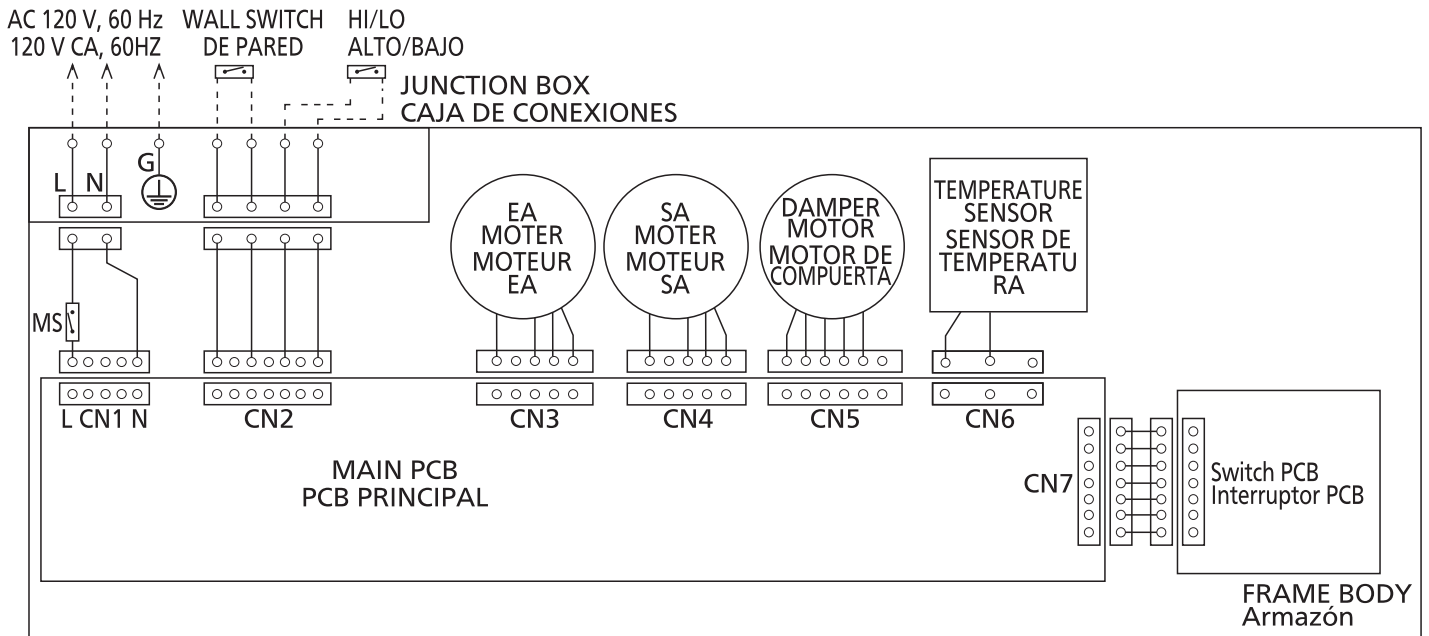 AC 120 V, 60 Hz
120 V CA, 60HZ
WALL SWITCH
DE PARED
HI/LO
ALTO/BAJO
JUNCTION BOX
CAJA DE CONEXIONES
L N
G
EA
MOTER
MOTEUR
EA
SA
MOTER
MOTEUR
SA
DAMPER
MOTOR
MOTOR DE
COMPUERTA
TEMPERATURE
SENSOR
SENSOR DE
TEMPERATU
RA
MS
L CN1 N
CN2
CN3
CN4
CN5
CN6
MAIN PCB
PCB PRINCIPAL
CN7
Switch PCB
Interruptor PCB
FRAME BODY
Armazón